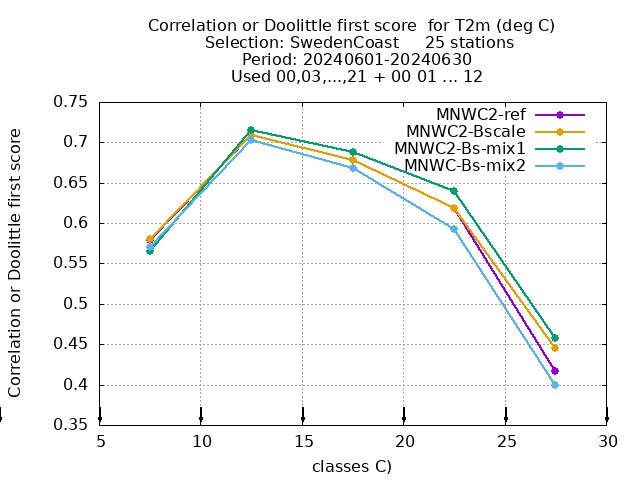 Correlation or Doolittle first score  for T2m (deg C)
Selection: SwedenCoast     25 stations
Period: 20240601-20240630
Used 00,03,...,21 + 00 01 ... 12
Correlation or Doolittle first score
0.75
0.7
0.65
0.6
0.55
0.5
0.45
0.4
0.35
MNWC2-ref
MNWC2-Bscale
MNWC2-Bs-mix1
MNWC-Bs-mix2
5 10 15 20 25 30
classes C)